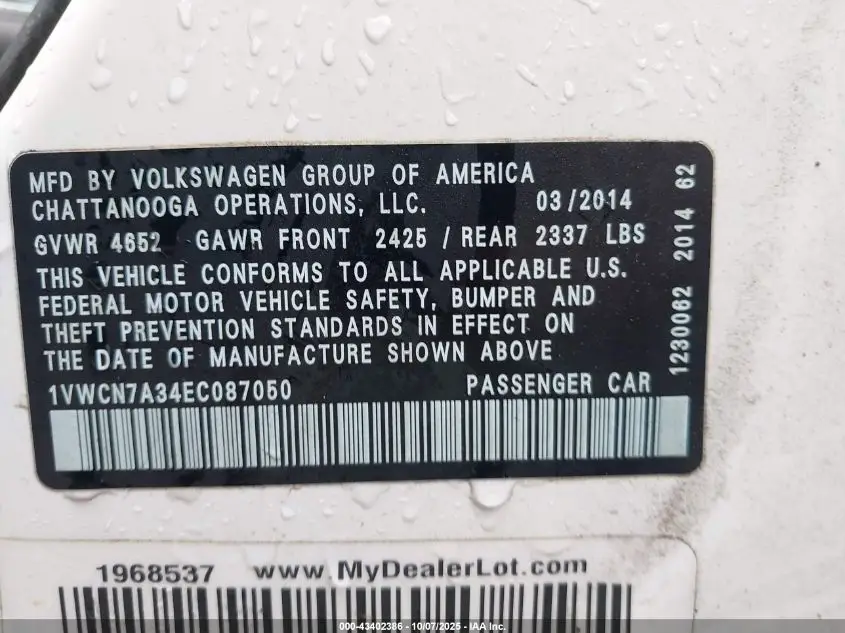 MFD BY VOLKSWAGEN GROUP OF AMERICA
CHATTANOOGA OPERATIONS, LLC. 03/2014
GVWR 4652 GAWR FRONT 2425 / REAR 2337 LBS
THIS VEHICLE CONFORMS TO ALL APPLICABLE U.S.
FEDERAL MOTOR VEHICLE SAFETY, BUMPER AND
THEFT PREVENTION STANDARDS IN EFFECT ON
THE DATE OF MANUFACTURE SHOWN ABOVE
1VWCN7A34EC087050 PASSENGER CAR
1230062 2014 62
1968537 www.MyDealerLot.com
000-43402386 - 10/07/2025 - IAA Inc.